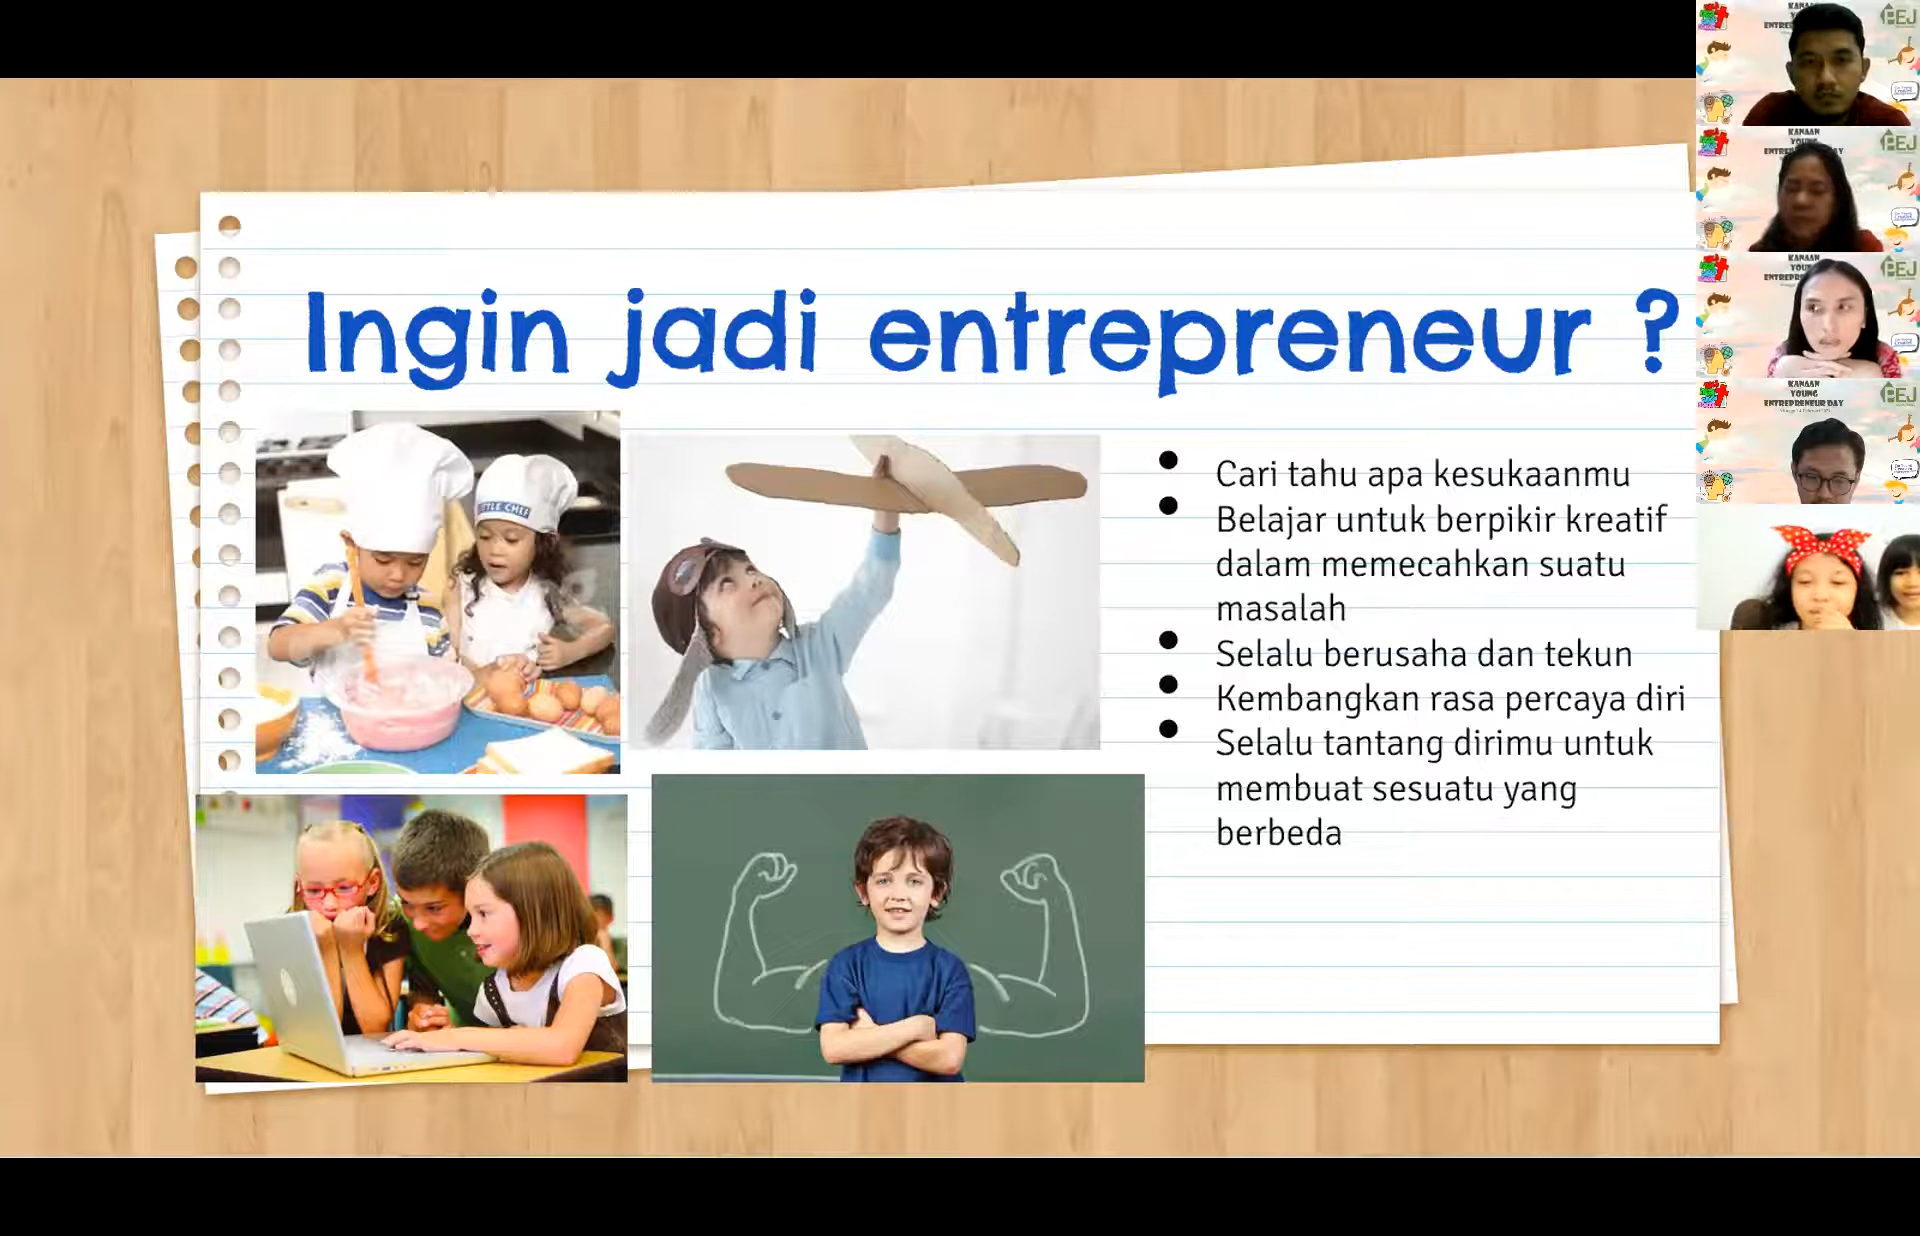 Ingin jadi entrepreneur ?
Cari tahu apa kesukaanmu
Belajar untuk berpikir kreatif
dalam memecahkan suatu
masalah
Selalu berusaha dan tekun
Kembangkan rasa percaya diri
Selalu tantang dirimu untuk
membuat sesuatu yang
berbeda
KANAAN
YOUNG
ENTREPRENEUR DAY